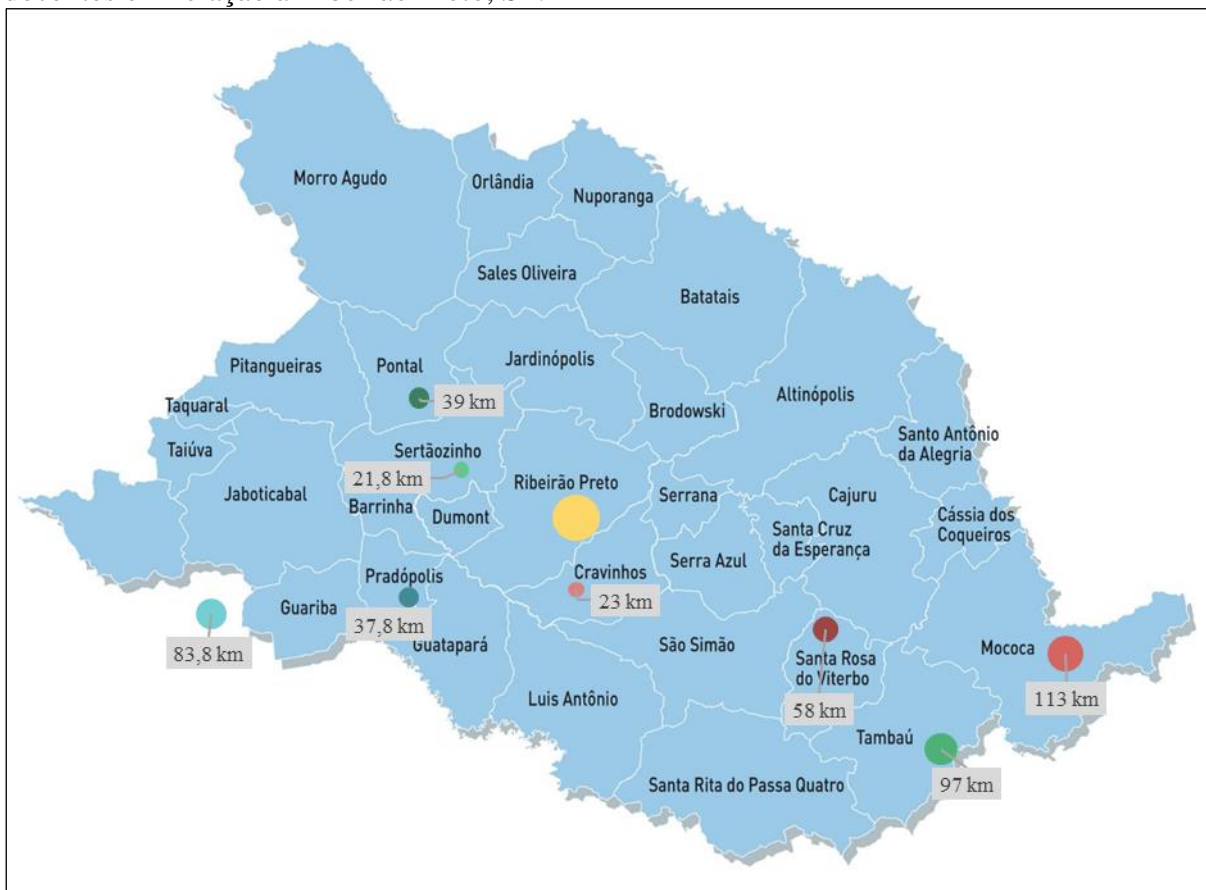 Morro Agudo
Orlândia
Nuporanga
Sales Oliveira
Batatais
Pitangueiras
Pontal
Jardinópolis
39 km
Taquaral
Brodowski
Altinópolis
Taiúva
Sertãozinho
Santo Antônio
da Alegria
21,8 km
Jaboticabal
Ribeirão Preto
Serrana
Cajuru
Barrinha
Dumont
Cássia dos
Coqueiros
Santa Cruz
da Esperança
Serra Azul
Pradópolis
Cravinhos
Guariba
23 km
37,8 km
Guatapará
São Simão
83,8 km
Santa Rosa
do Viterbo
Mococa
Luis Antônio
58 km
113 km
Tambaú
Santa Rita do Passa Quatro
97 km